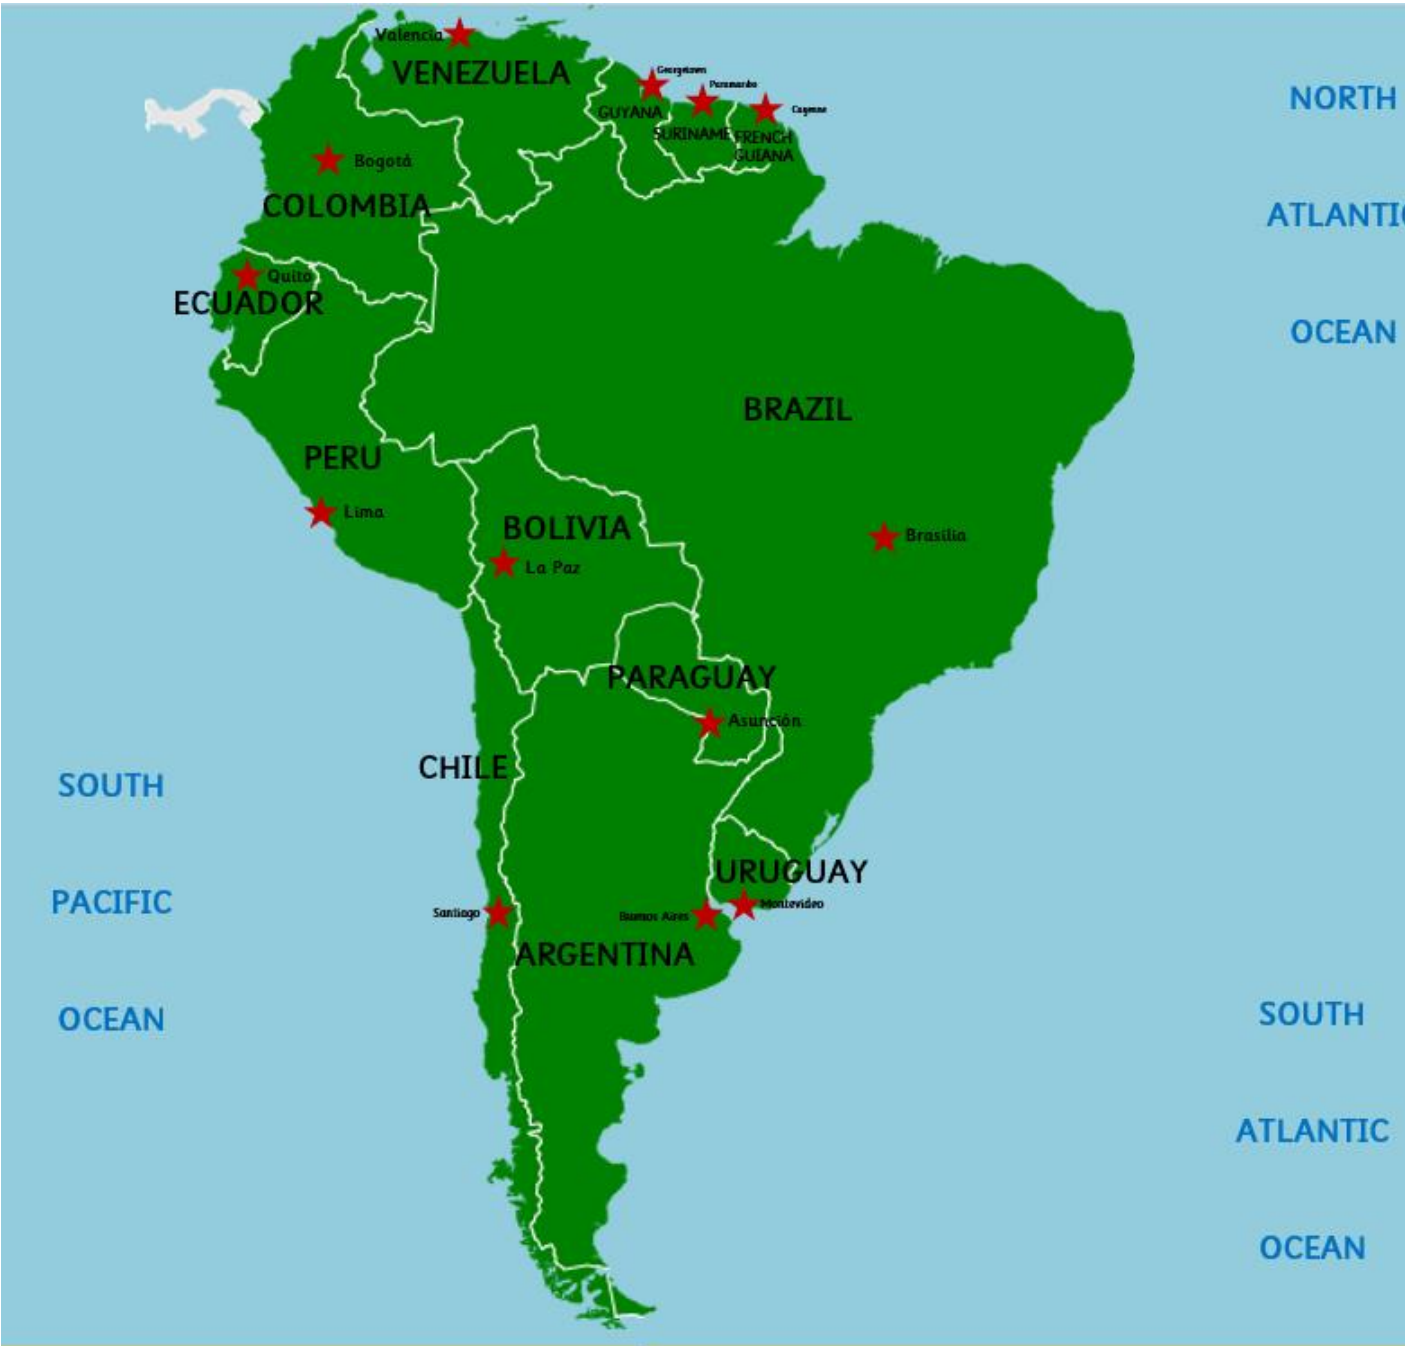 Valencia
VENEZUELA
Georgetown
Paramaribo
Cayenne
GUYANA
SURINAME
FRENCH
GUIANA
NORTH
ATLANTIC
OCEAN
Bogotá
COLOMBIA
Quito
ECUADOR
BRAZIL
PERU
Lima
BOLIVIA
La Paz
Brasilia
PARAGUAY
Asunción
CHILE
SOUTH
PACIFIC
OCEAN
URUGUAY
Santiago
Buenos Aires
Montevideo
ARGENTINA
SOUTH
ATLANTIC
OCEAN